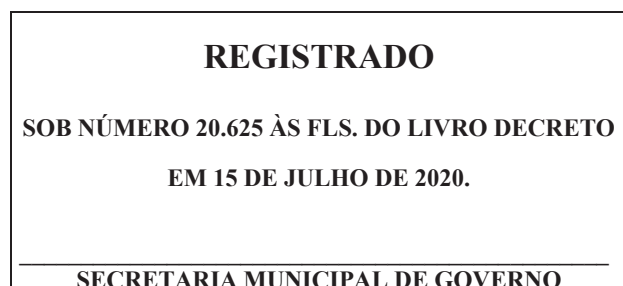 REGISTRADO
SOB NÚMERO 20.625 ÀS FLS. DO LIVRO DECRETO
EM 15 DE JULHO DE 2020.
SECRETARIA MUNICIPAL DE GOVERNO